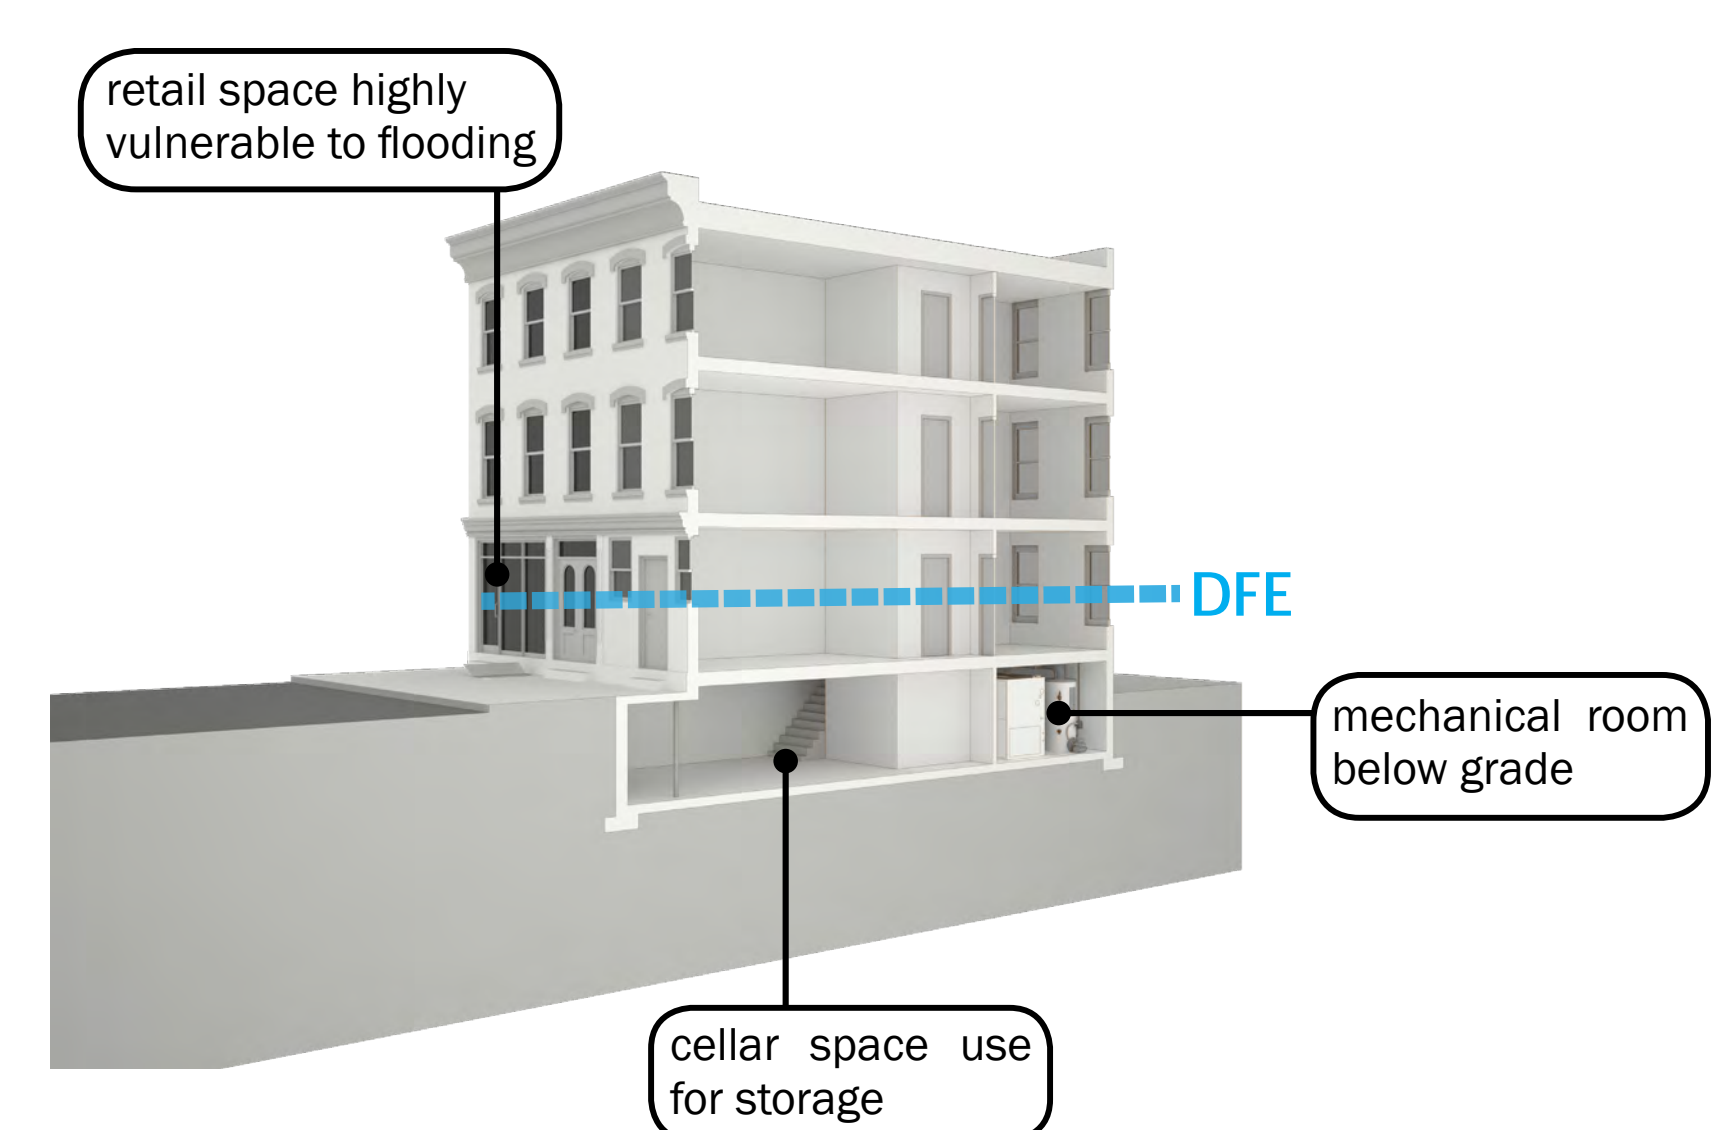 retail space highly
vulnerable to flooding
DFE
mechanical room
below grade
cellar space use
for storage